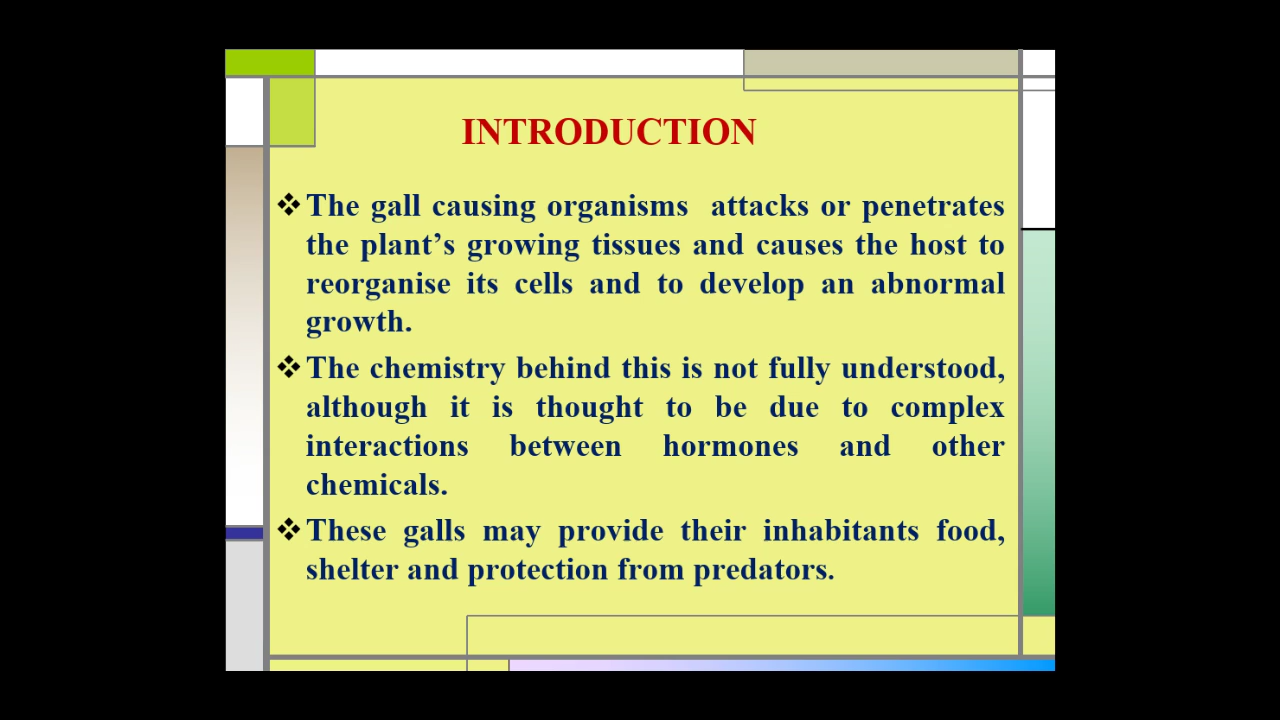 INTRODUCTION
❖The gall causing organisms  attacks or penetrates
the plant’s growing tissues and causes the host to
reorganise its cells and to develop an abnormal
growth.
❖The chemistry behind this is not fully understood,
although it is thought to be due to complex
interactions between hormones and other
chemicals.
❖These galls may provide their inhabitants food,
shelter and protection from predators.